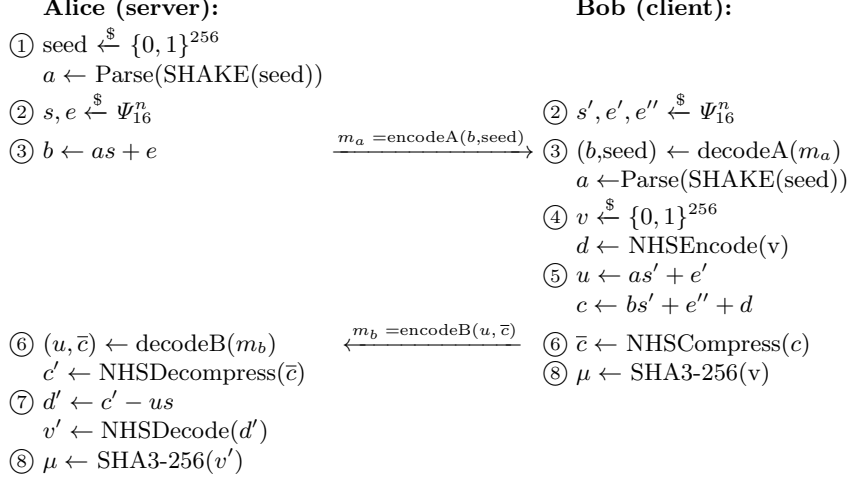 Alice (server): Bob (client):
① seed ←$ {0, 1}^256
a ← Parse(SHAKE(seed))
② s, e ←$ Ψ_16^n ② s′, e′, e″ ←$ Ψ_16^n
③ b ← as + e m_a =encodeA(b,seed) ③ (b,seed) ← decodeA(m_a)
a ←Parse(SHAKE(seed))
④ v ←$ {0, 1}^256
d ← NHSEncode(v)
⑤ u ← as′ + e′
c ← bs′ + e″ + d
⑥ (u, c̅) ← decodeB(m_b) m_b =encodeB(u, c̅) ⑥ c̅ ← NHSCompress(c)
c′ ← NHSDecompress(c̅) ⑧ μ ← SHA3-256(v)
⑦ d′ ← c′ − us
v′ ← NHSDecode(d′)
⑧ μ ← SHA3-256(v′)